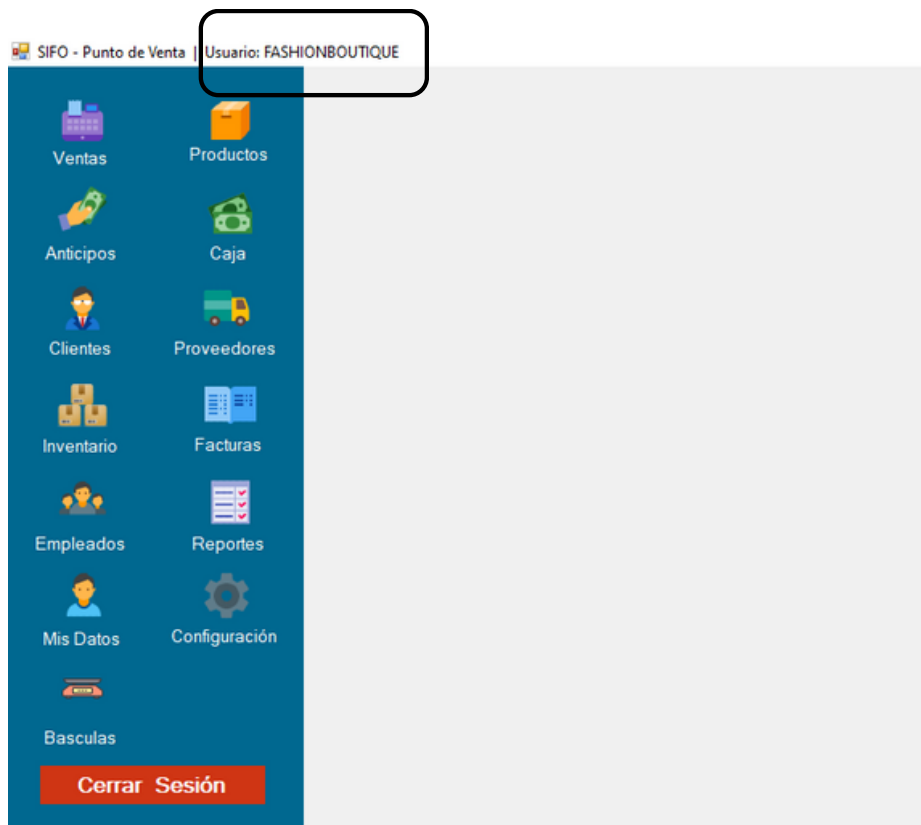 SIFO - Punto de Venta | Usuario: FASHIONBOUTIQUE
Ventas Productos
Anticipos Caja
Clientes Proveedores
Inventario Facturas
Empleados Reportes
Mis Datos Configuración
Basculas
Cerrar Sesión